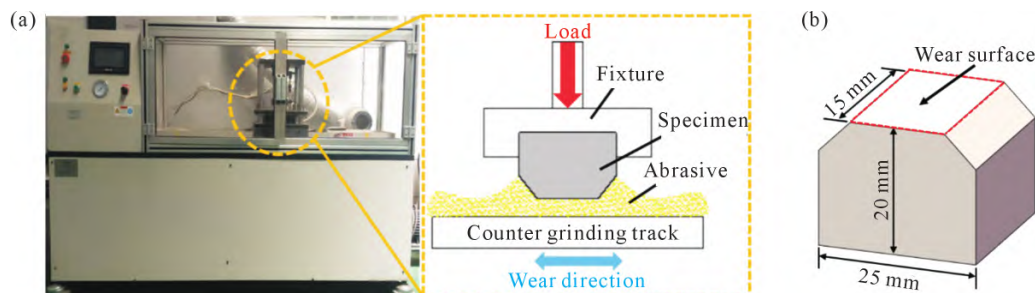 (a)
Load
Fixture
Specimen
Abrasive
Counter grinding track
Wear direction
(b)
Wear surface
15 mm
20 mm
25 mm